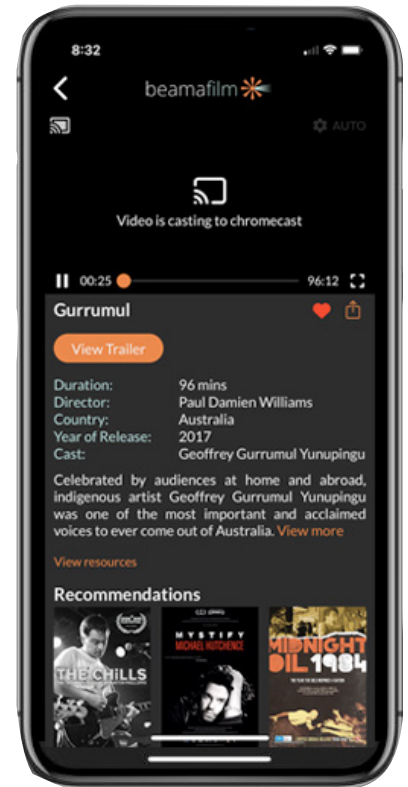 8:32
beamafilm
AUTO
Video is casting to chromecast
00:25
96:12
Gurrumul
View Trailer
Duration: 96 mins
Director: Paul Damien Williams
Country: Australia
Year of Release: 2017
Cast: Geoffrey Gurrumul Yunupingu
Celebrated by audiences at home and abroad,
indigenous artist Geoffrey Gurrumul Yunupingu
was one of the most important and acclaimed
voices to ever come out of Australia. View more
View resources
Recommendations
THE CHiLLS
MYSTIFY
MICHAEL HUTCHENCE
MIDNIGHT
OIL 1984